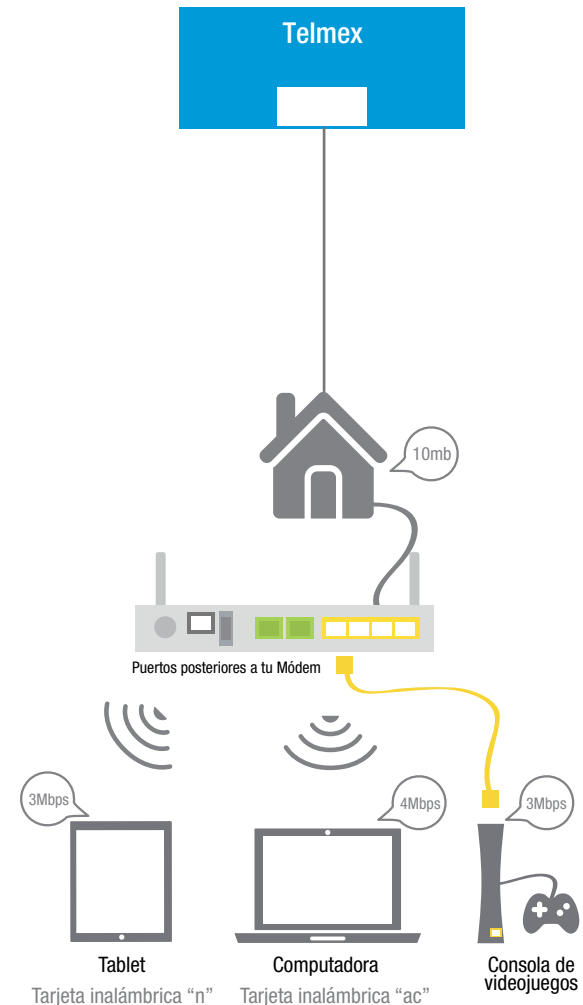 Telmex
10mb
Puertos posteriores a tu Módem
3Mbps
4Mbps
3Mbps
Tablet
Tarjeta inalámbrica “n”
Computadora
Tarjeta inalámbrica “ac”
Consola de
videojuegos